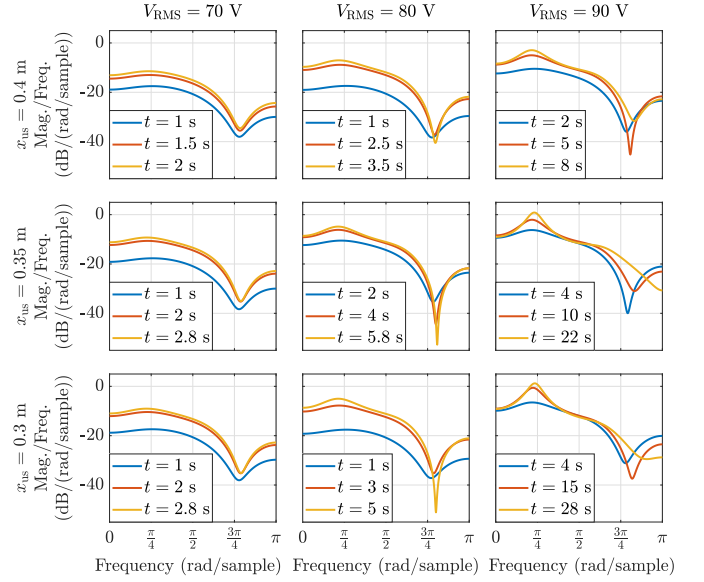 V_RMS = 70 V
V_RMS = 80 V
V_RMS = 90 V
x_us = 0.4 m
Mag./Freq.
(dB/(rad/sample))
0
-20
-40
t = 1 s
t = 1.5 s
t = 2 s
t = 1 s
t = 2.5 s
t = 3.5 s
t = 2 s
t = 5 s
t = 8 s
x_us = 0.35 m
Mag./Freq.
(dB/(rad/sample))
0
-20
-40
t = 1 s
t = 2 s
t = 2.8 s
t = 2 s
t = 4 s
t = 5.8 s
t = 4 s
t = 10 s
t = 22 s
x_us = 0.3 m
Mag./Freq.
(dB/(rad/sample))
0
-20
-40
t = 1 s
t = 2 s
t = 2.8 s
t = 1 s
t = 3 s
t = 5 s
t = 4 s
t = 15 s
t = 28 s
0 π/4 π/2 3π/4 π
0 π/4 π/2 3π/4 π
0 π/4 π/2 3π/4 π
Frequency (rad/sample)
Frequency (rad/sample)
Frequency (rad/sample)